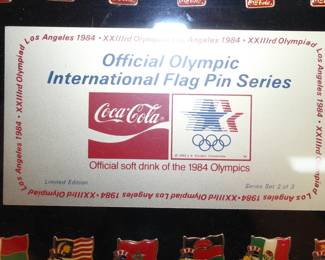 Los Angeles 1984 • XXIIIrd Olympiad • Los Angeles 1984 • XXIIIrd Olympiad Los Angeles 1984 • XXIIIrd Olympiad Los Angeles 1984 • XXIIIrd Olympiad
Official Olympic
International Flag Pin Series
Coca-Cola
Official soft drink of the 1984 Olympics
Limited Edition
Series Set 2 of 3